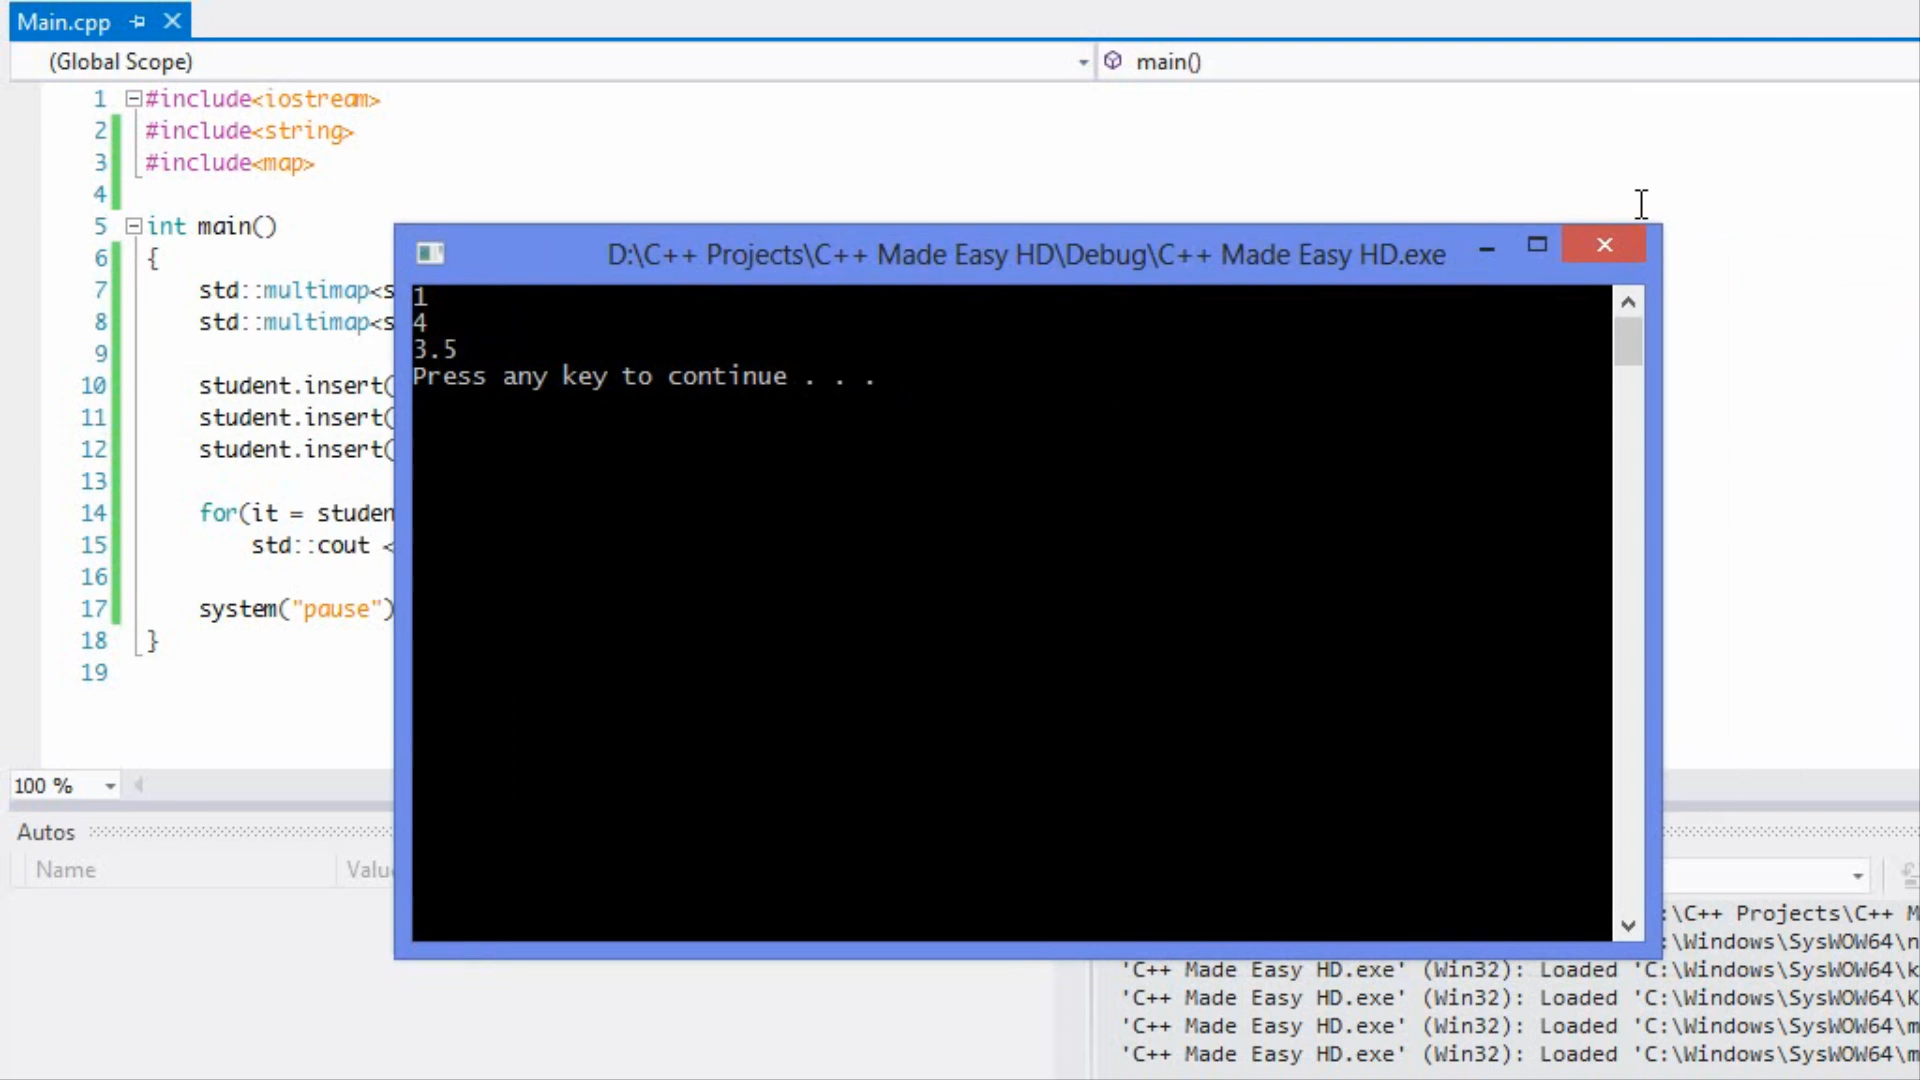 Main.cpp
(Global Scope)
main()
1 #include<iostream>
2 #include<string>
3 #include<map>
4
5 int main()
6 {
7 std::multimap<s
8 std::multimap<s
9
10 student.insert(
11 student.insert(
12 student.insert(
13
14 for(it = studen
15 std::cout <
16
17 system("pause")
18 }
19
D:\C++ Projects\C++ Made Easy HD\Debug\C++ Made Easy HD.exe
1
4
3.5
Press any key to continue . . .
100 %
Autos
Name
Valu
:\C++ Projects\C++ M
:\Windows\SysWOW64\n
'C++ Made Easy HD.exe' (Win32): Loaded 'C:\Windows\SysWOW64\k
'C++ Made Easy HD.exe' (Win32): Loaded 'C:\Windows\SysWOW64\K
'C++ Made Easy HD.exe' (Win32): Loaded 'C:\Windows\SysWOW64\m
'C++ Made Easy HD.exe' (Win32): Loaded 'C:\Windows\SysWOW64\m